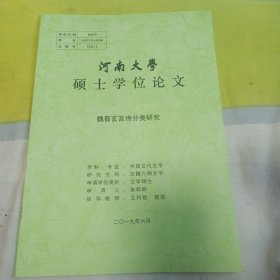 河南大學
硕士学位论文
魏晋玄言诗分类研究
学科、专业：中国古代文学
研究方向：汉魏六朝文学
申请学位类别：文学硕士
申请人：朱明茜
指导教师：王利锁 教授
二〇一九年六月